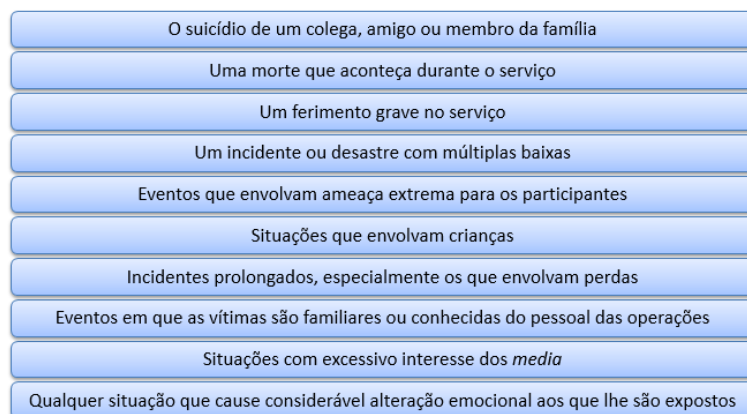 O suicídio de um colega, amigo ou membro da família
Uma morte que aconteça durante o serviço
Um ferimento grave no serviço
Um incidente ou desastre com múltiplas baixas
Eventos que envolvam ameaça extrema para os participantes
Situações que envolvam crianças
Incidentes prolongados, especialmente os que envolvam perdas
Eventos em que as vítimas são familiares ou conhecidas do pessoal das operações
Situações com excessivo interesse dos media
Qualquer situação que cause considerável alteração emocional aos que lhe são expostos